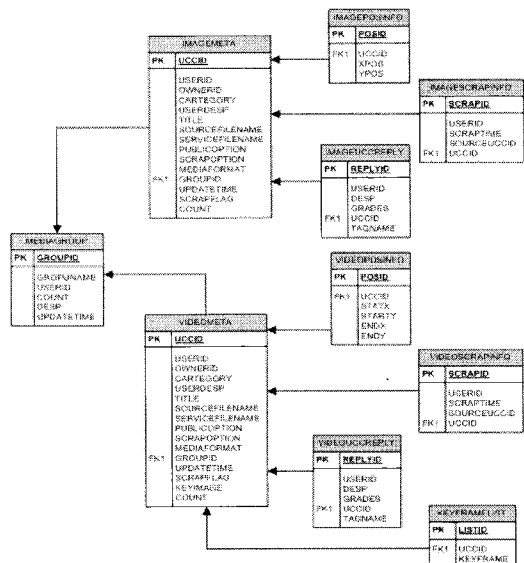 IMAGEPOSINFO
PK POSID
FK1 UCCID
XPOS
YPOS
IMAGEMETA
PK UCCID
USERID
OWNERID
CARTEGORY
USERDESP
TITLE
SOURCEFILENAME
SERVICEFILENAME
PUBLICOPTION
SCRAPOPTION
MEDIAFORMAT
FK1 GROUPID
UPDATETIME
SCRAPFLAG
COUNT
IMAGESCRAPINFO
PK SCRAPID
USERID
SCRAPTIME
SOURCEUCCID
FK1 UCCID
IMAGEUCCREPLY
PK REPLYID
USERID
DESP
GRADES
FK1 UCCID
TAGNAME
MEDIAGROUP
PK GROUPID
GROPUNAME
USERID
COUNT
DESP
UPDATETIME
VIDEOPOSINFO
PK POSID
FK1 UCCID
STATX
STARTY
ENDX
ENDY
VIDEOMETA
PK UCCID
USERID
OWNERID
CARTEGORY
USERDESP
TITLE
SOURCEFILENAME
SERVICEFILENAME
PUBLICOPTION
SCRAPOPTION
MEDIAFORMAT
FK1 GROUPID
UPDATETIME
SCRAPFLAG
KEYIMAGE
COUNT
VIDEOSCRAPINFO
PK SCRAPID
USERID
SCRAPTIME
SOURCEUCCID
FK1 UCCID
VIDEOUCCREPLY
PK REPLYID
USERID
DESP
GRADES
FK1 UCCID
TAGNAME
KEYFRAMELIST
PK LISTID
FK1 UCCID
KEYFRAME